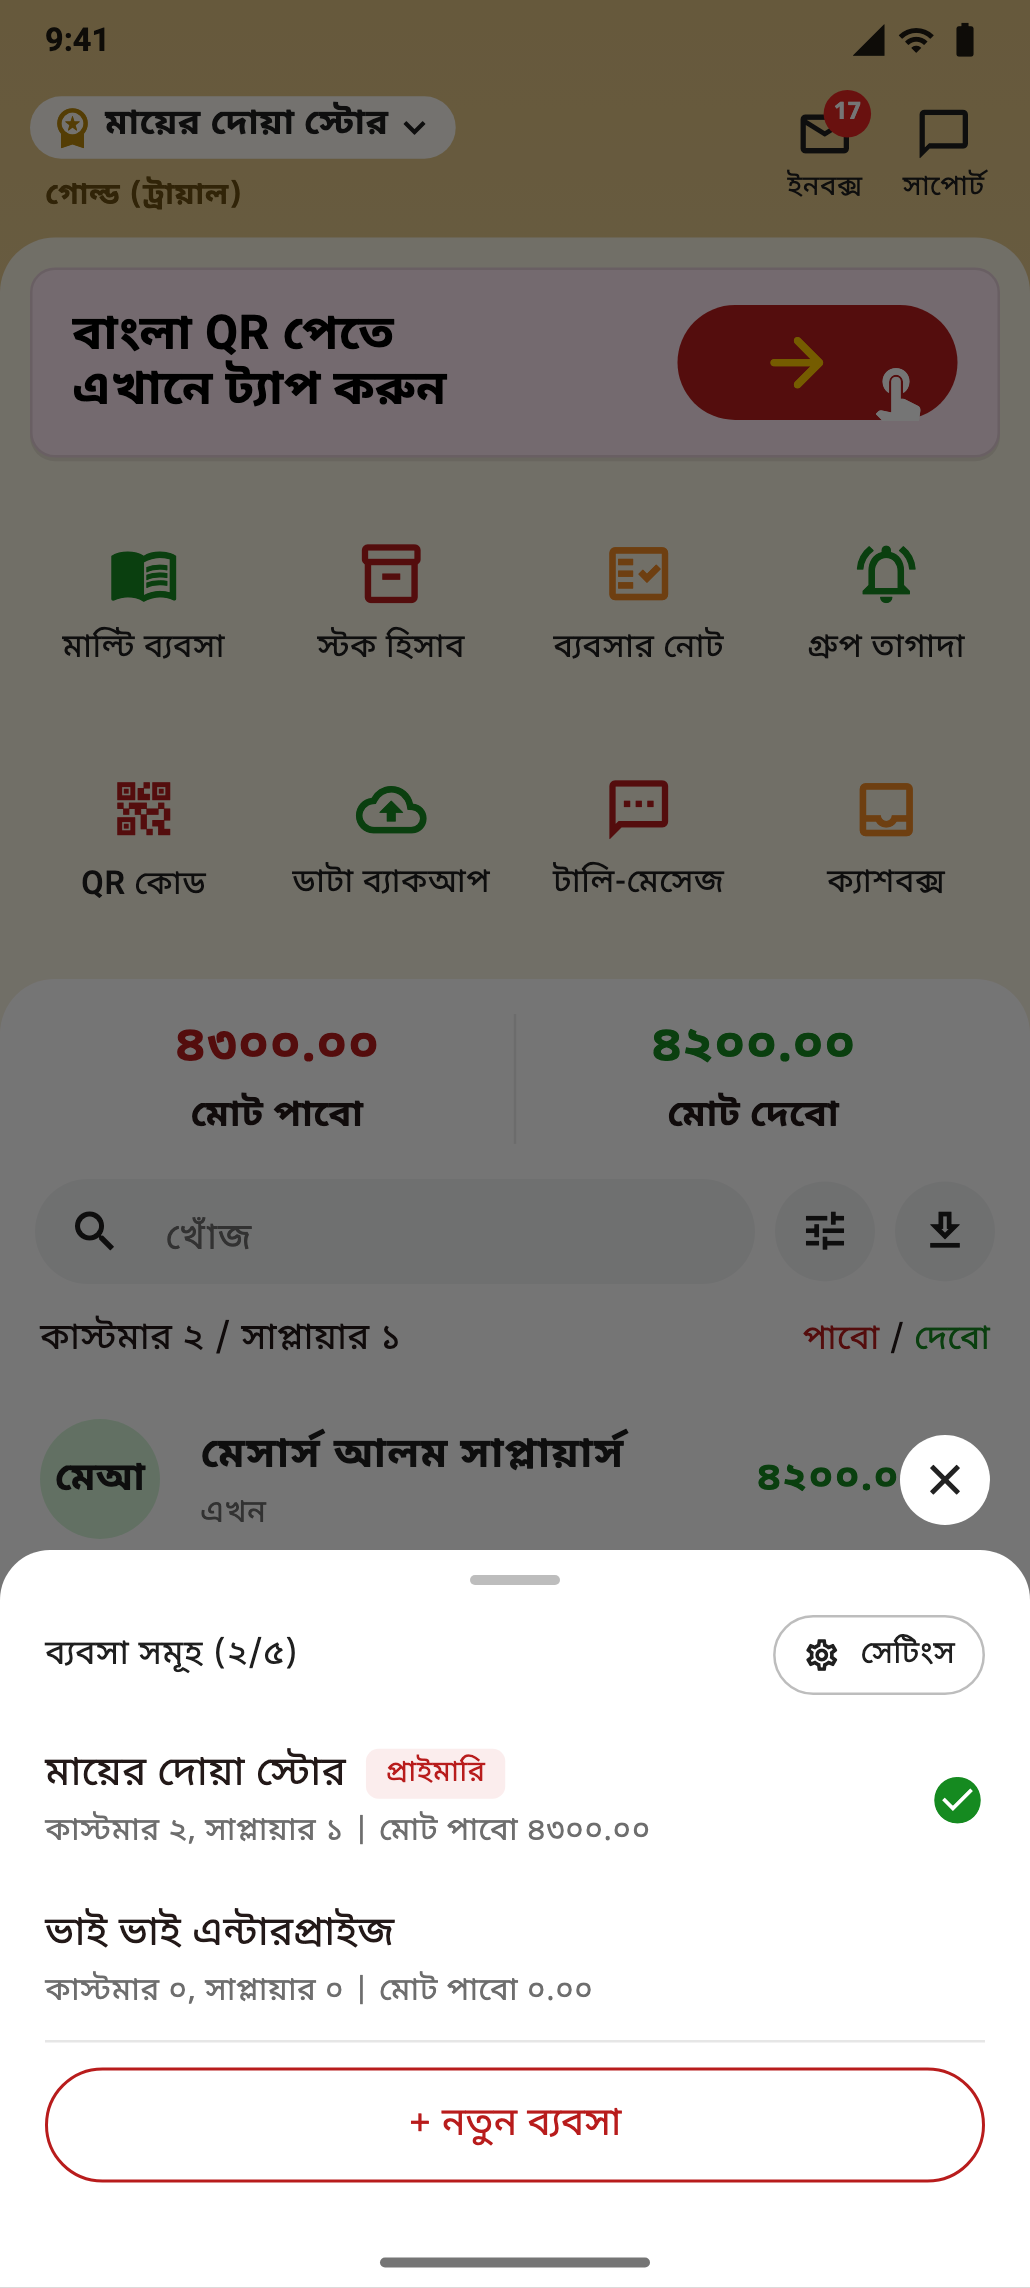 9:41
মায়ের দোয়া স্টোর
17
ইনবক্স
সাপোর্ট
গোল্ড (ট্রায়াল)
বাংলা QR পেতে
এখানে ট্যাপ করুন
মাল্টি ব্যবসা
স্টক হিসাব
ব্যবসার নোট
গ্রুপ তাগাদা
QR কোড
ডাটা ব্যাকআপ
টালি-মেসেজ
ক্যাশবক্স
৪৩০০.০০
৪২০০.০০
মোট পাবো
মোট দেবো
খোঁজ
কাস্টমার ২ / সাপ্লায়ার ১
পাবো / দেবো
মেআ
মেসার্স আলম সাপ্লায়ার্স
৪২০০.০
এখন
ব্যবসা সমূহ (২/৫)
সেটিংস
মায়ের দোয়া স্টোর
প্রাইমারি
কাস্টমার ২, সাপ্লায়ার ১ | মোট পাবো ৪৩০০.০০
ভাই ভাই এন্টারপ্রাইজ
কাস্টমার ০, সাপ্লায়ার ০ | মোট পাবো ০.০০
+ নতুন ব্যবসা